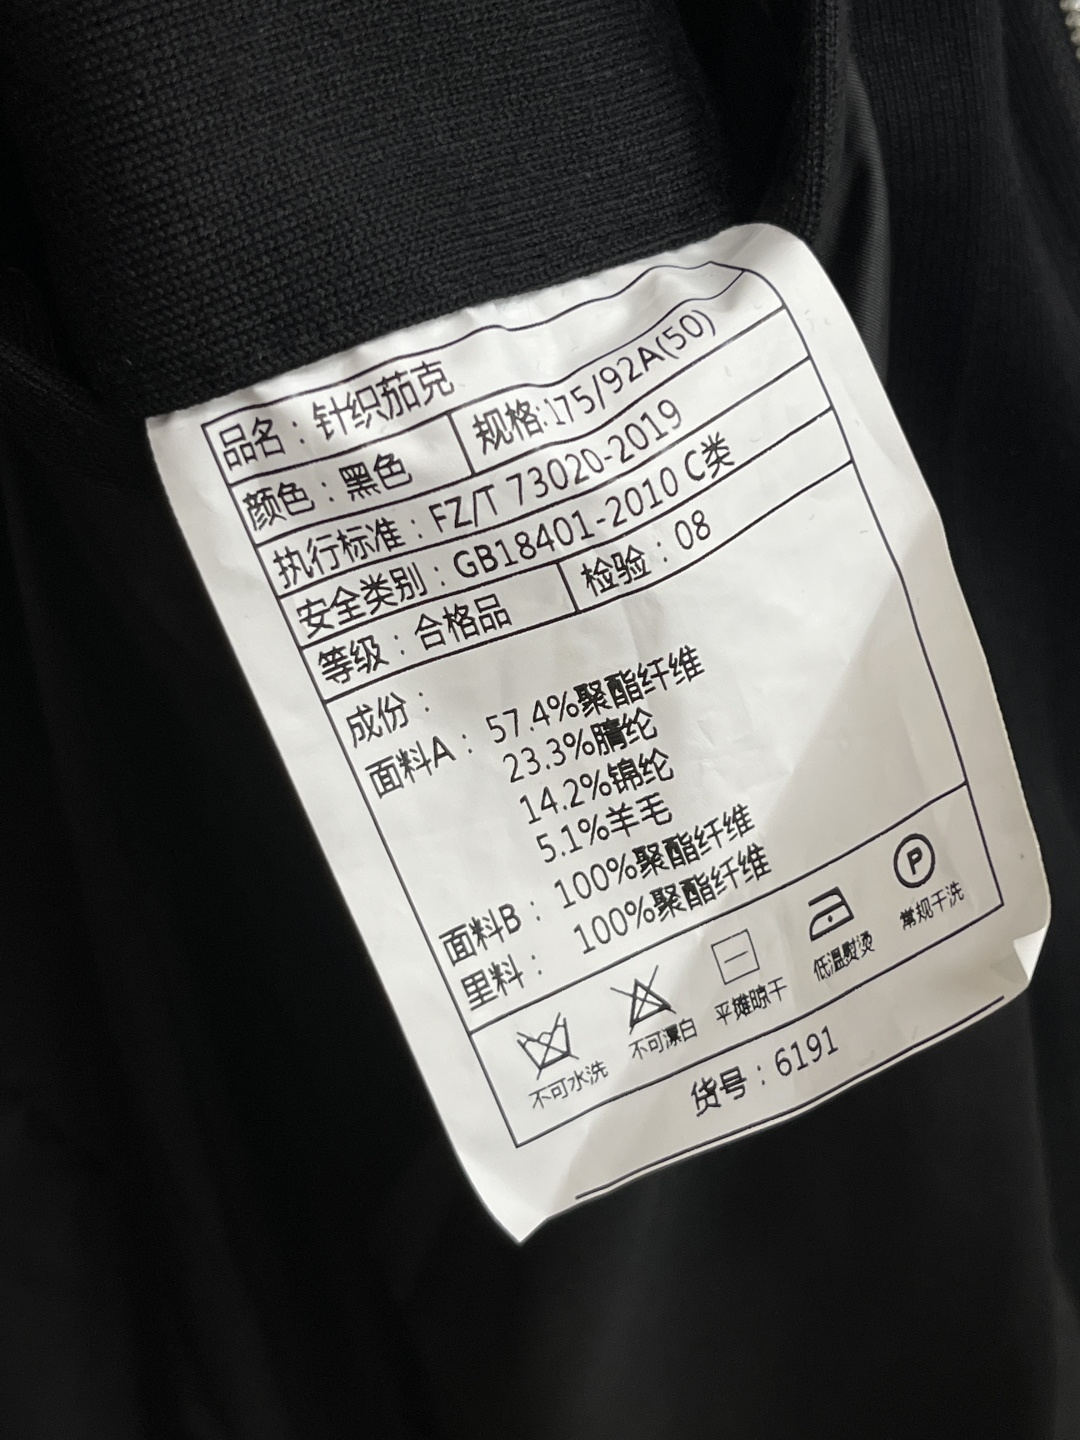 品名：针织茄克
颜色：黑色 规格:175/92A(50)
执行标准：FZ/T 73020-2019
安全类别：GB18401-2010 C类
等级：合格品 检验：08
成份：
面料A：57.4%聚酯纤维
23.3%腈纶
14.2%锦纶
5.1%羊毛
面料B：100%聚酯纤维
里料：100%聚酯纤维
P
不可水洗 不可漂白 平摊晾干 低温熨烫 常规干洗
货号：6191